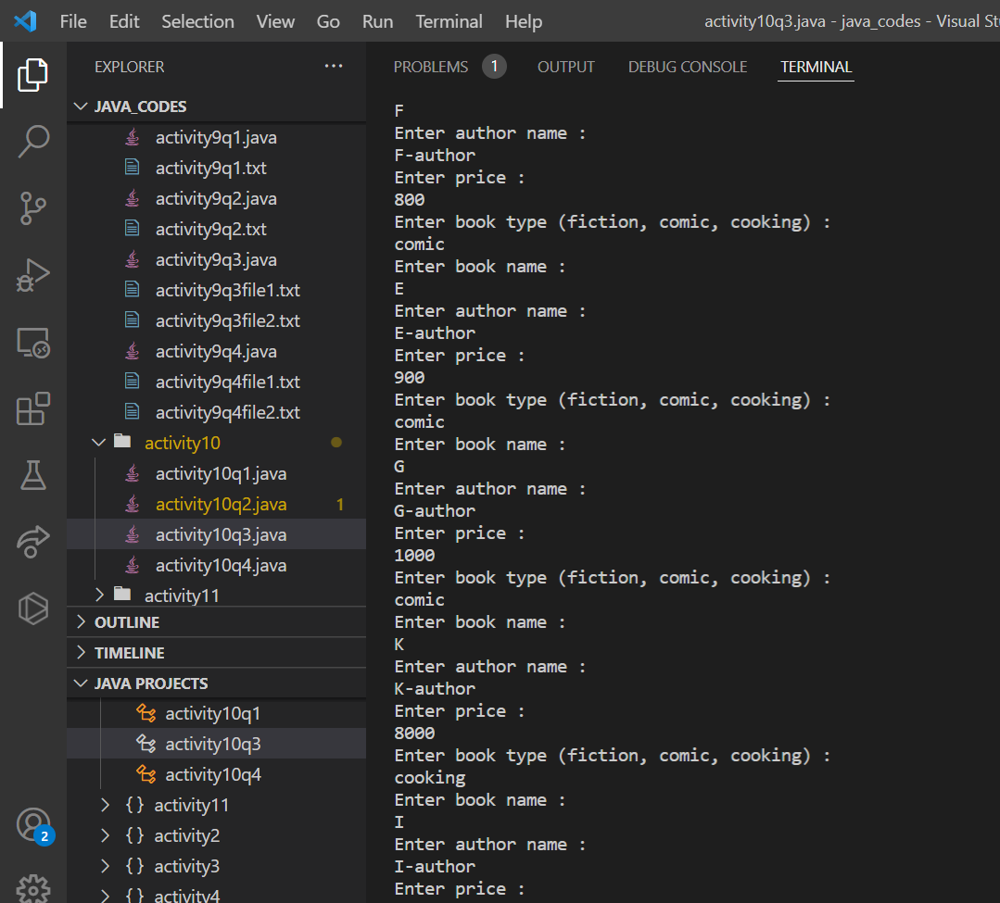 File Edit Selection View Go Run Terminal Help activity10q3.java - java_codes - Visual
EXPLORER ···
JAVA_CODES
activity9q1.java
activity9q1.txt
activity9q2.java
activity9q2.txt
activity9q3.java
activity9q3file1.txt
activity9q3file2.txt
activity9q4.java
activity9q4file1.txt
activity9q4file2.txt
activity10
activity10q1.java
activity10q2.java 1
activity10q3.java
activity10q4.java
activity11
OUTLINE
TIMELINE
JAVA PROJECTS
activity10q1
activity10q3
activity10q4
{} activity11
{} activity2
{} activity3
{} activity4
2
PROBLEMS 1 OUTPUT DEBUG CONSOLE TERMINAL
F
Enter author name :
F-author
Enter price :
800
Enter book type (fiction, comic, cooking) :
comic
Enter book name :
E
Enter author name :
E-author
Enter price :
900
Enter book type (fiction, comic, cooking) :
comic
Enter book name :
G
Enter author name :
G-author
Enter price :
1000
Enter book type (fiction, comic, cooking) :
comic
Enter book name :
K
Enter author name :
K-author
Enter price :
8000
Enter book type (fiction, comic, cooking) :
cooking
Enter book name :
I
Enter author name :
I-author
Enter price :